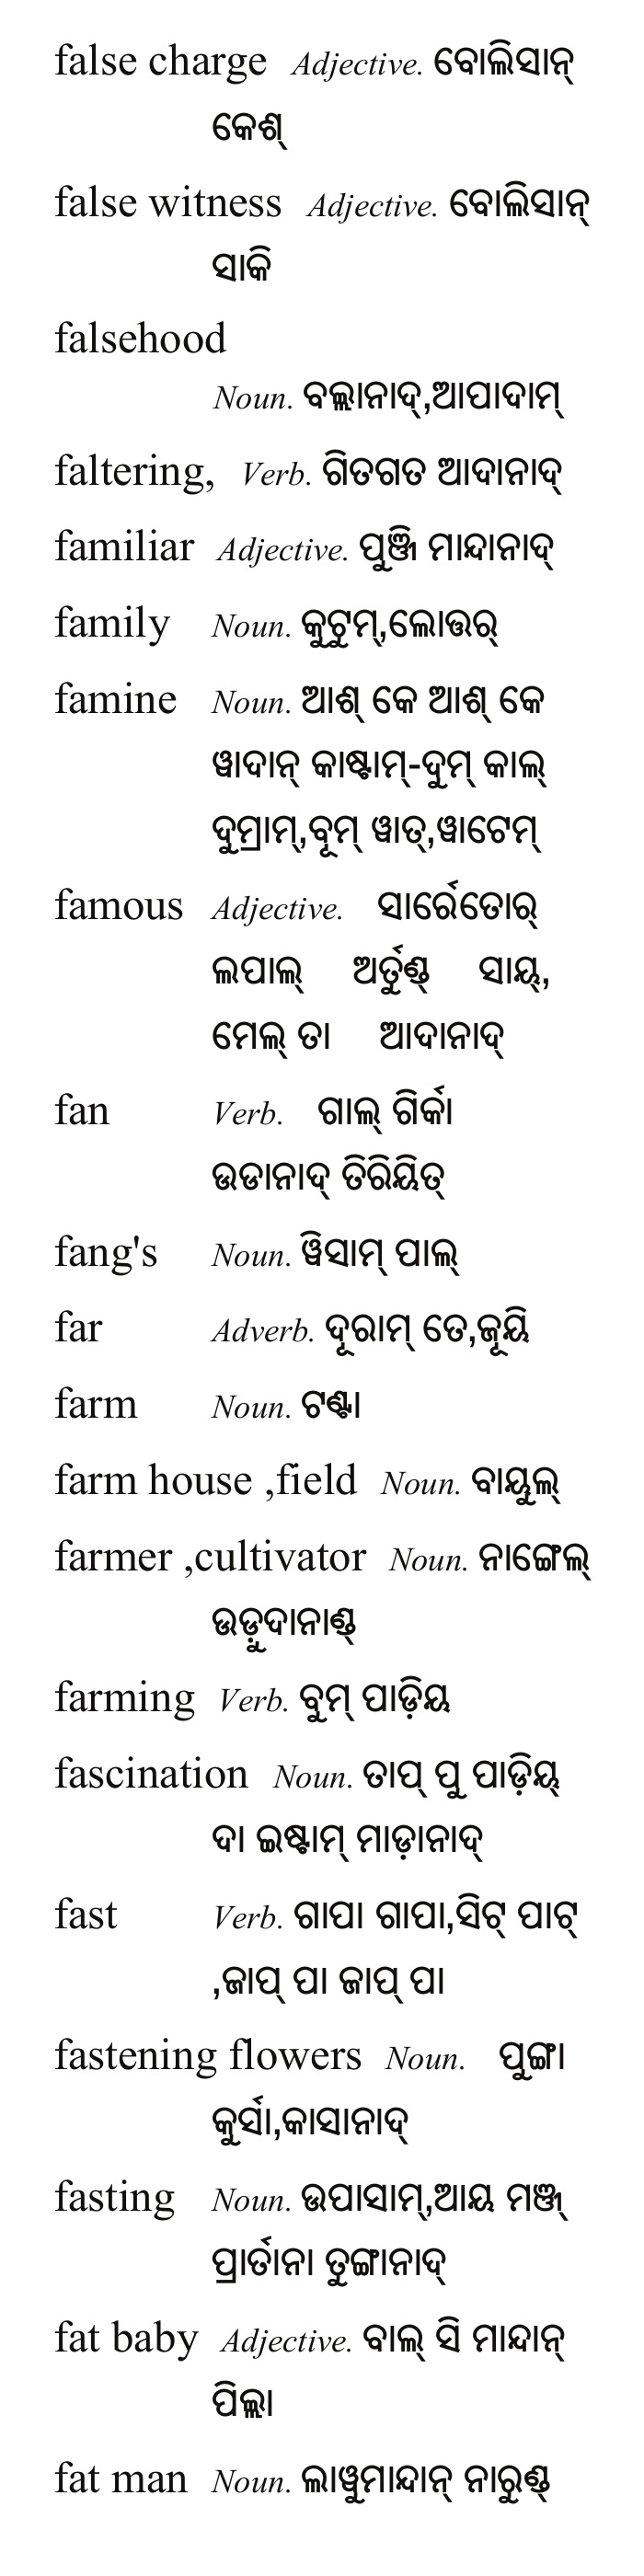 false charge Adjective. ବୋଲିସାନ୍
କେଶ୍
false witness Adjective. ବୋଲିସାନ୍
ସାକି
falsehood
Noun. ବଲ୍ଲାନାଦ୍,ଆପାଦାମ୍
faltering, Verb. ଗିତଗତ ଆଦାନାଦ୍
familiar Adjective. ପୁଞ୍ଜି ମାନ୍ଦାନାଦ୍
family Noun. କୁଟୁମ୍,ଲୋଉର୍
famine Noun. ଆଶ୍ କେ ଆଶ୍ କେ
ୱାଦାନ୍ କାଷ୍ଟାମ୍-ଦୁମ୍ କାଲ୍
ଦୁମ୍ରାମ୍,ବୂମ୍ ୱାତ୍,ୱାଟେମ୍
famous Adjective. ସାର୍ରେତୋର୍
ଲପାଲ୍ ଅର୍ତୁଣ୍ଡ୍ ସାୟ୍,
ମେଲ୍ ତା ଆଦାନାଦ୍
fan Verb. ଗାଲ୍ ଗିର୍କା
ଉଡାନାଦ୍ ତିରିୟିତ୍
fang's Noun. ୱିସାମ୍ ପାଲ୍
far Adverb. ଦୂରାମ୍ ତେ,ଜୂୟି
farm Noun. ଟଣ୍ଟା
farm house ,field Noun. ବାୟୁଲ୍
farmer ,cultivator Noun. ନାଙ୍ଗେଲ୍
ଉଡ଼ୁଦାନାଣ୍ଡ୍
farming Verb. ବୁମ୍ ପାଡ଼ିୟ
fascination Noun. ତାପ୍ ପୁ ପାଡ଼ିୟ୍
ଦା ଇଷ୍ଟାମ୍ ମାଡ଼ାନାଦ୍
fast Verb. ଗାପା ଗାପା,ସିଟ୍ ପାଟ୍
,ଜାପ୍ ପା ଜାପ୍ ପା
fastening flowers Noun. ପୁଙ୍ଗା
କୁର୍ସା,କାସାନାଦ୍
fasting Noun. ଉପାସାମ୍,ଆୟ ମଞ୍ଜ୍
ପ୍ରାର୍ତାନା ତୁଙ୍ଗାନାଦ୍
fat baby Adjective. ବାଲ୍ ସି ମାନ୍ଦାନ୍
ପିଲ୍ଲା
fat man Noun. ଲାୱୁମାନ୍ଦାନ୍ ନାରୁଣ୍ଡ୍